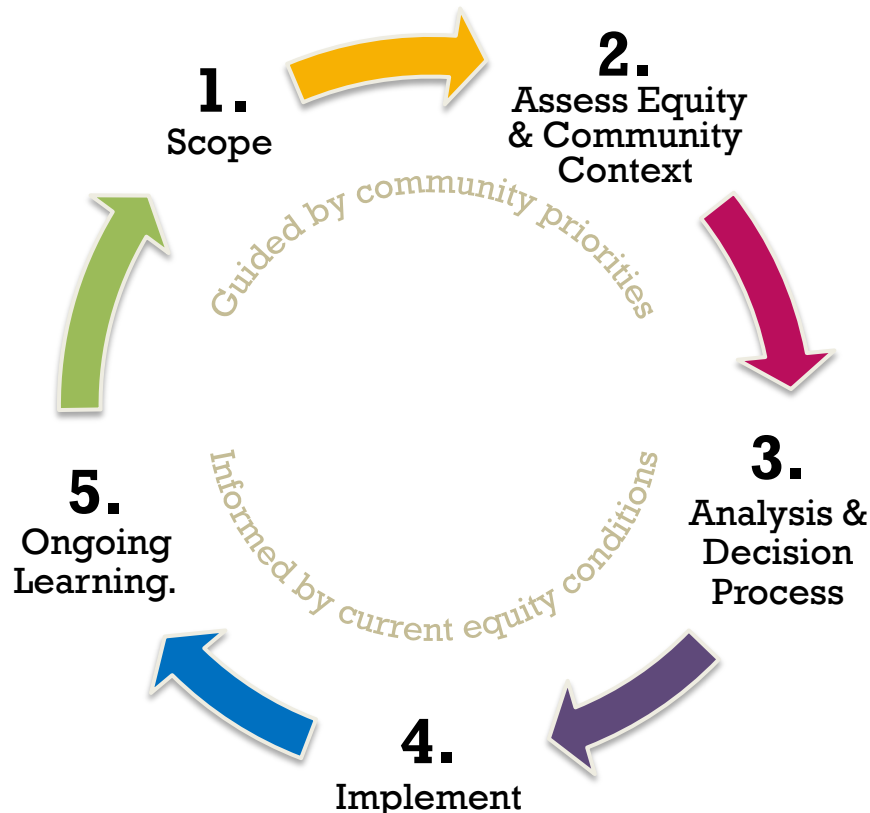 1.
Scope
2.
Assess Equity
& Community
Context
Guided by community priorities
3.
Analysis &
Decision
Process
Informed by current equity conditions
4.
Implement
5.
Ongoing
Learning.